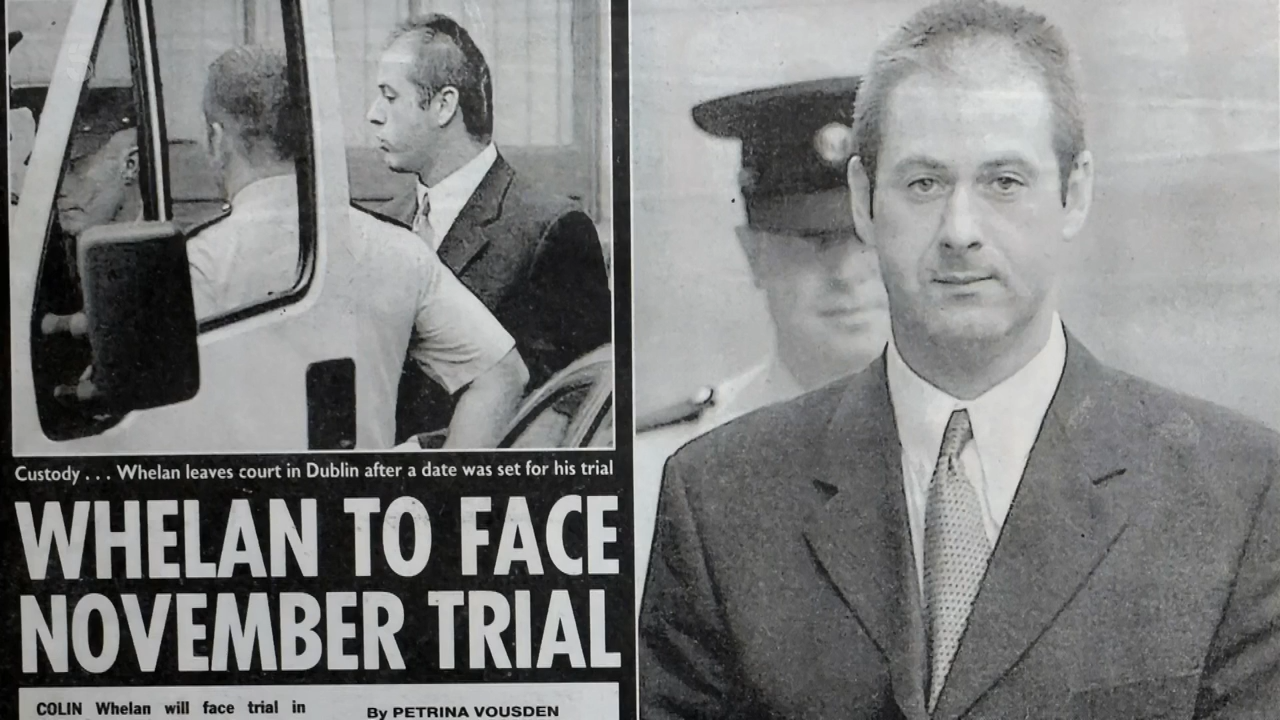 Custody . . . Whelan leaves court in Dublin after a date was set for his trial
WHELAN TO FACE
NOVEMBER TRIAL
COLIN Whelan will face trial in
By PETRINA VOUSDEN